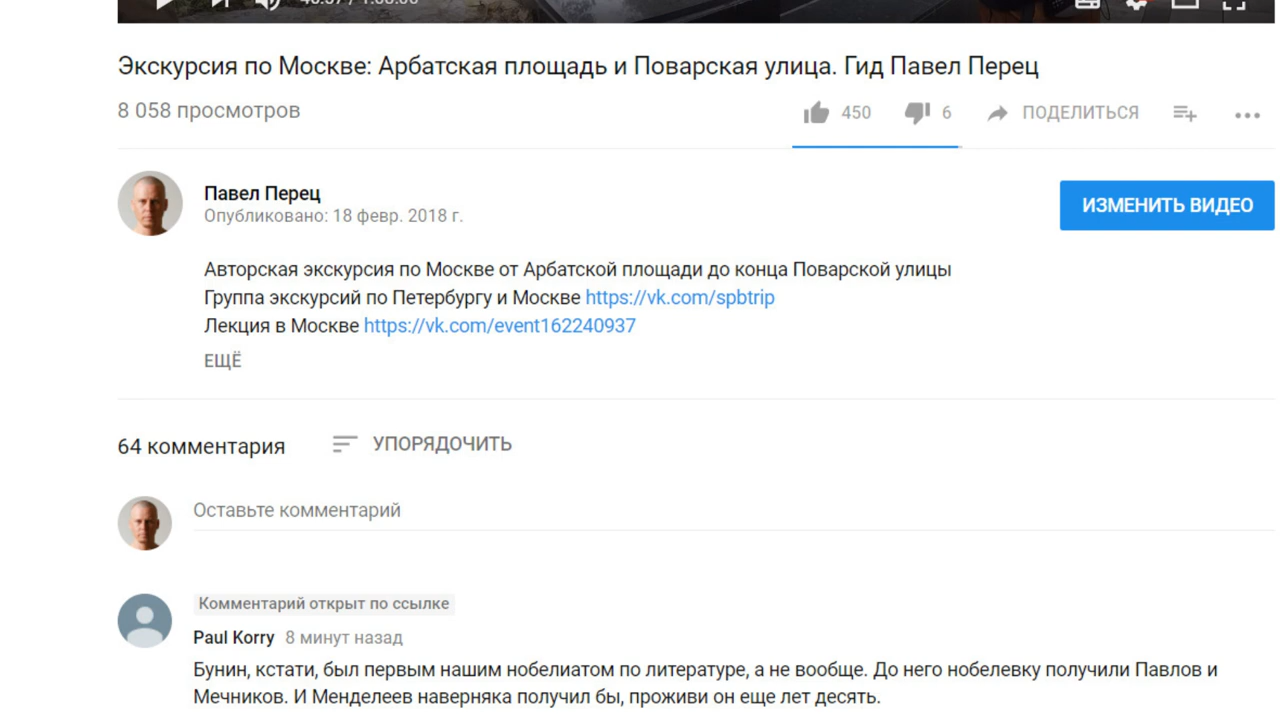 Экскурсия по Москве: Арбатская площадь и Поварская улица. Гид Павел Перец
8 058 просмотров
450
6
ПОДЕЛИТЬСЯ
Павел Перец
Опубликовано: 18 февр. 2018 г.
ИЗМЕНИТЬ ВИДЕО
Авторская экскурсия по Москве от Арбатской площади до конца Поварской улицы
Группа экскурсий по Петербургу и Москве https://vk.com/spbtrip
Лекция в Москве https://vk.com/event162240937
ЕЩЁ
64 комментария
УПОРЯДОЧИТЬ
Оставьте комментарий
Комментарий открыт по ссылке
Paul Korry 8 минут назад
Бунин, кстати, был первым нашим нобелиатом по литературе, а не вообще. До него нобелевку получили Павлов и
Мечников. И Менделеев наверняка получил бы, проживи он еще лет десять.